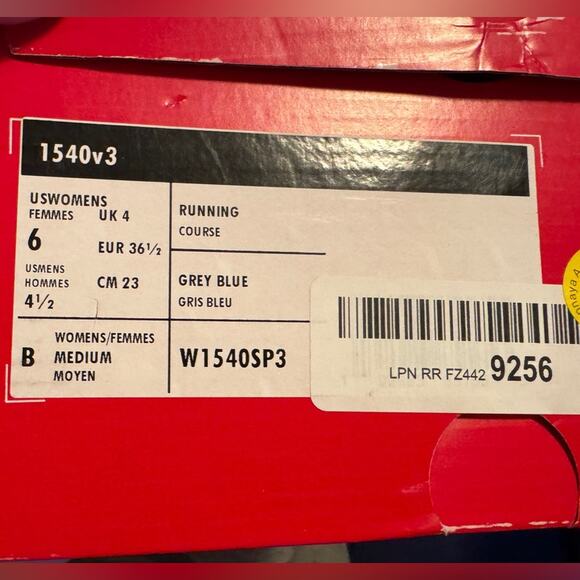 1540v3
USWOMENS
FEMMES UK 4
6
EUR 36½
USMENS
HOMMES CM 23
4½
RUNNING
COURSE
GREY BLUE
GRIS BLEU
B
WOMENS/FEMMES
MEDIUM
MOYEN
W1540SP3
LPN RR FZ442 9256